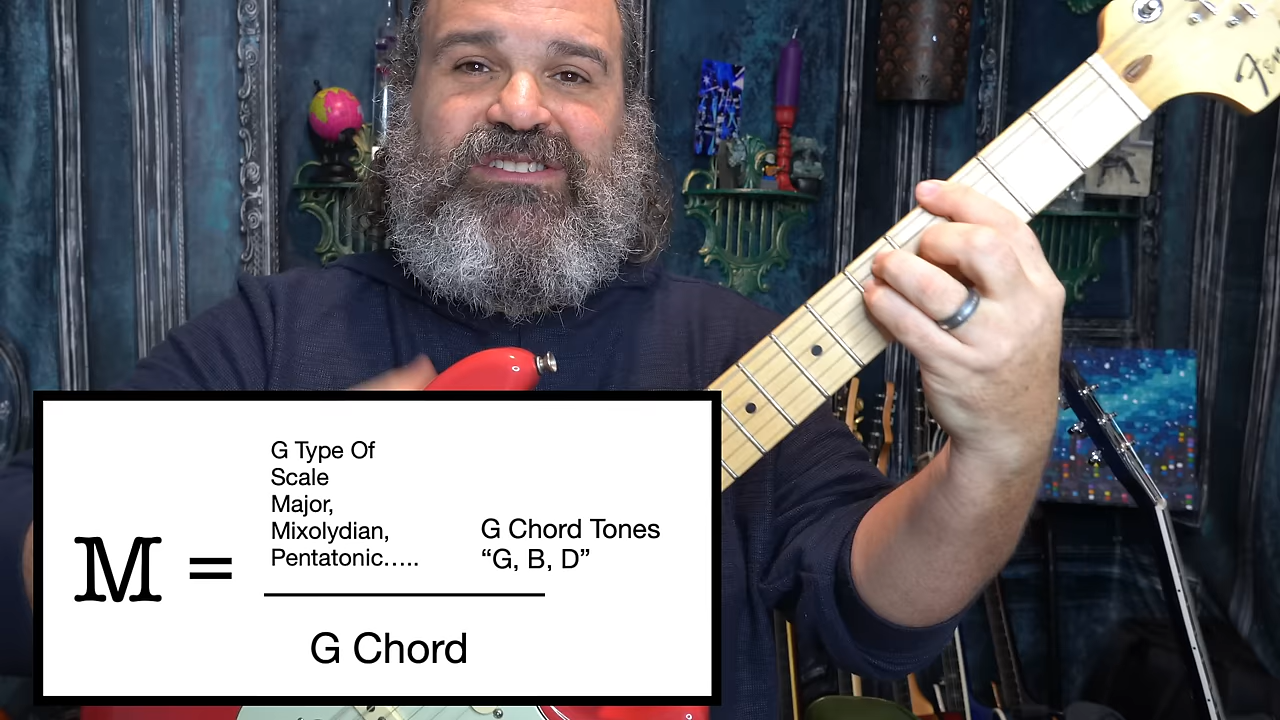 M =
G Type Of
Scale
Major,
Mixolydian,
Pentatonic.....
G Chord Tones
“G, B, D”
G Chord